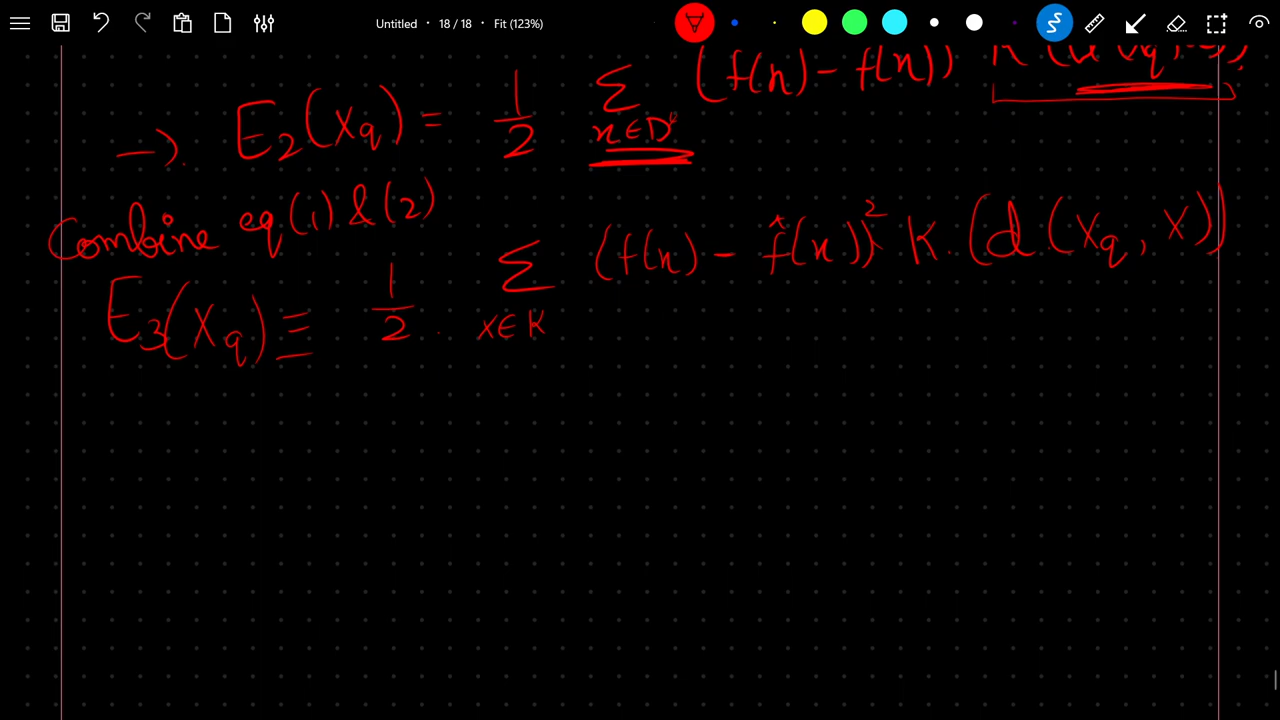 Untitled • 18 / 18 • Fit (123%)
→. E₂(Xq) = 1/2 Σ x∈D (f(x) - f(x))
Combine eq (1) & (2)
E₃(Xq) = 1/2 . Σ x∈K (f(x) - f̂(x))² K. (d.(Xq, X))